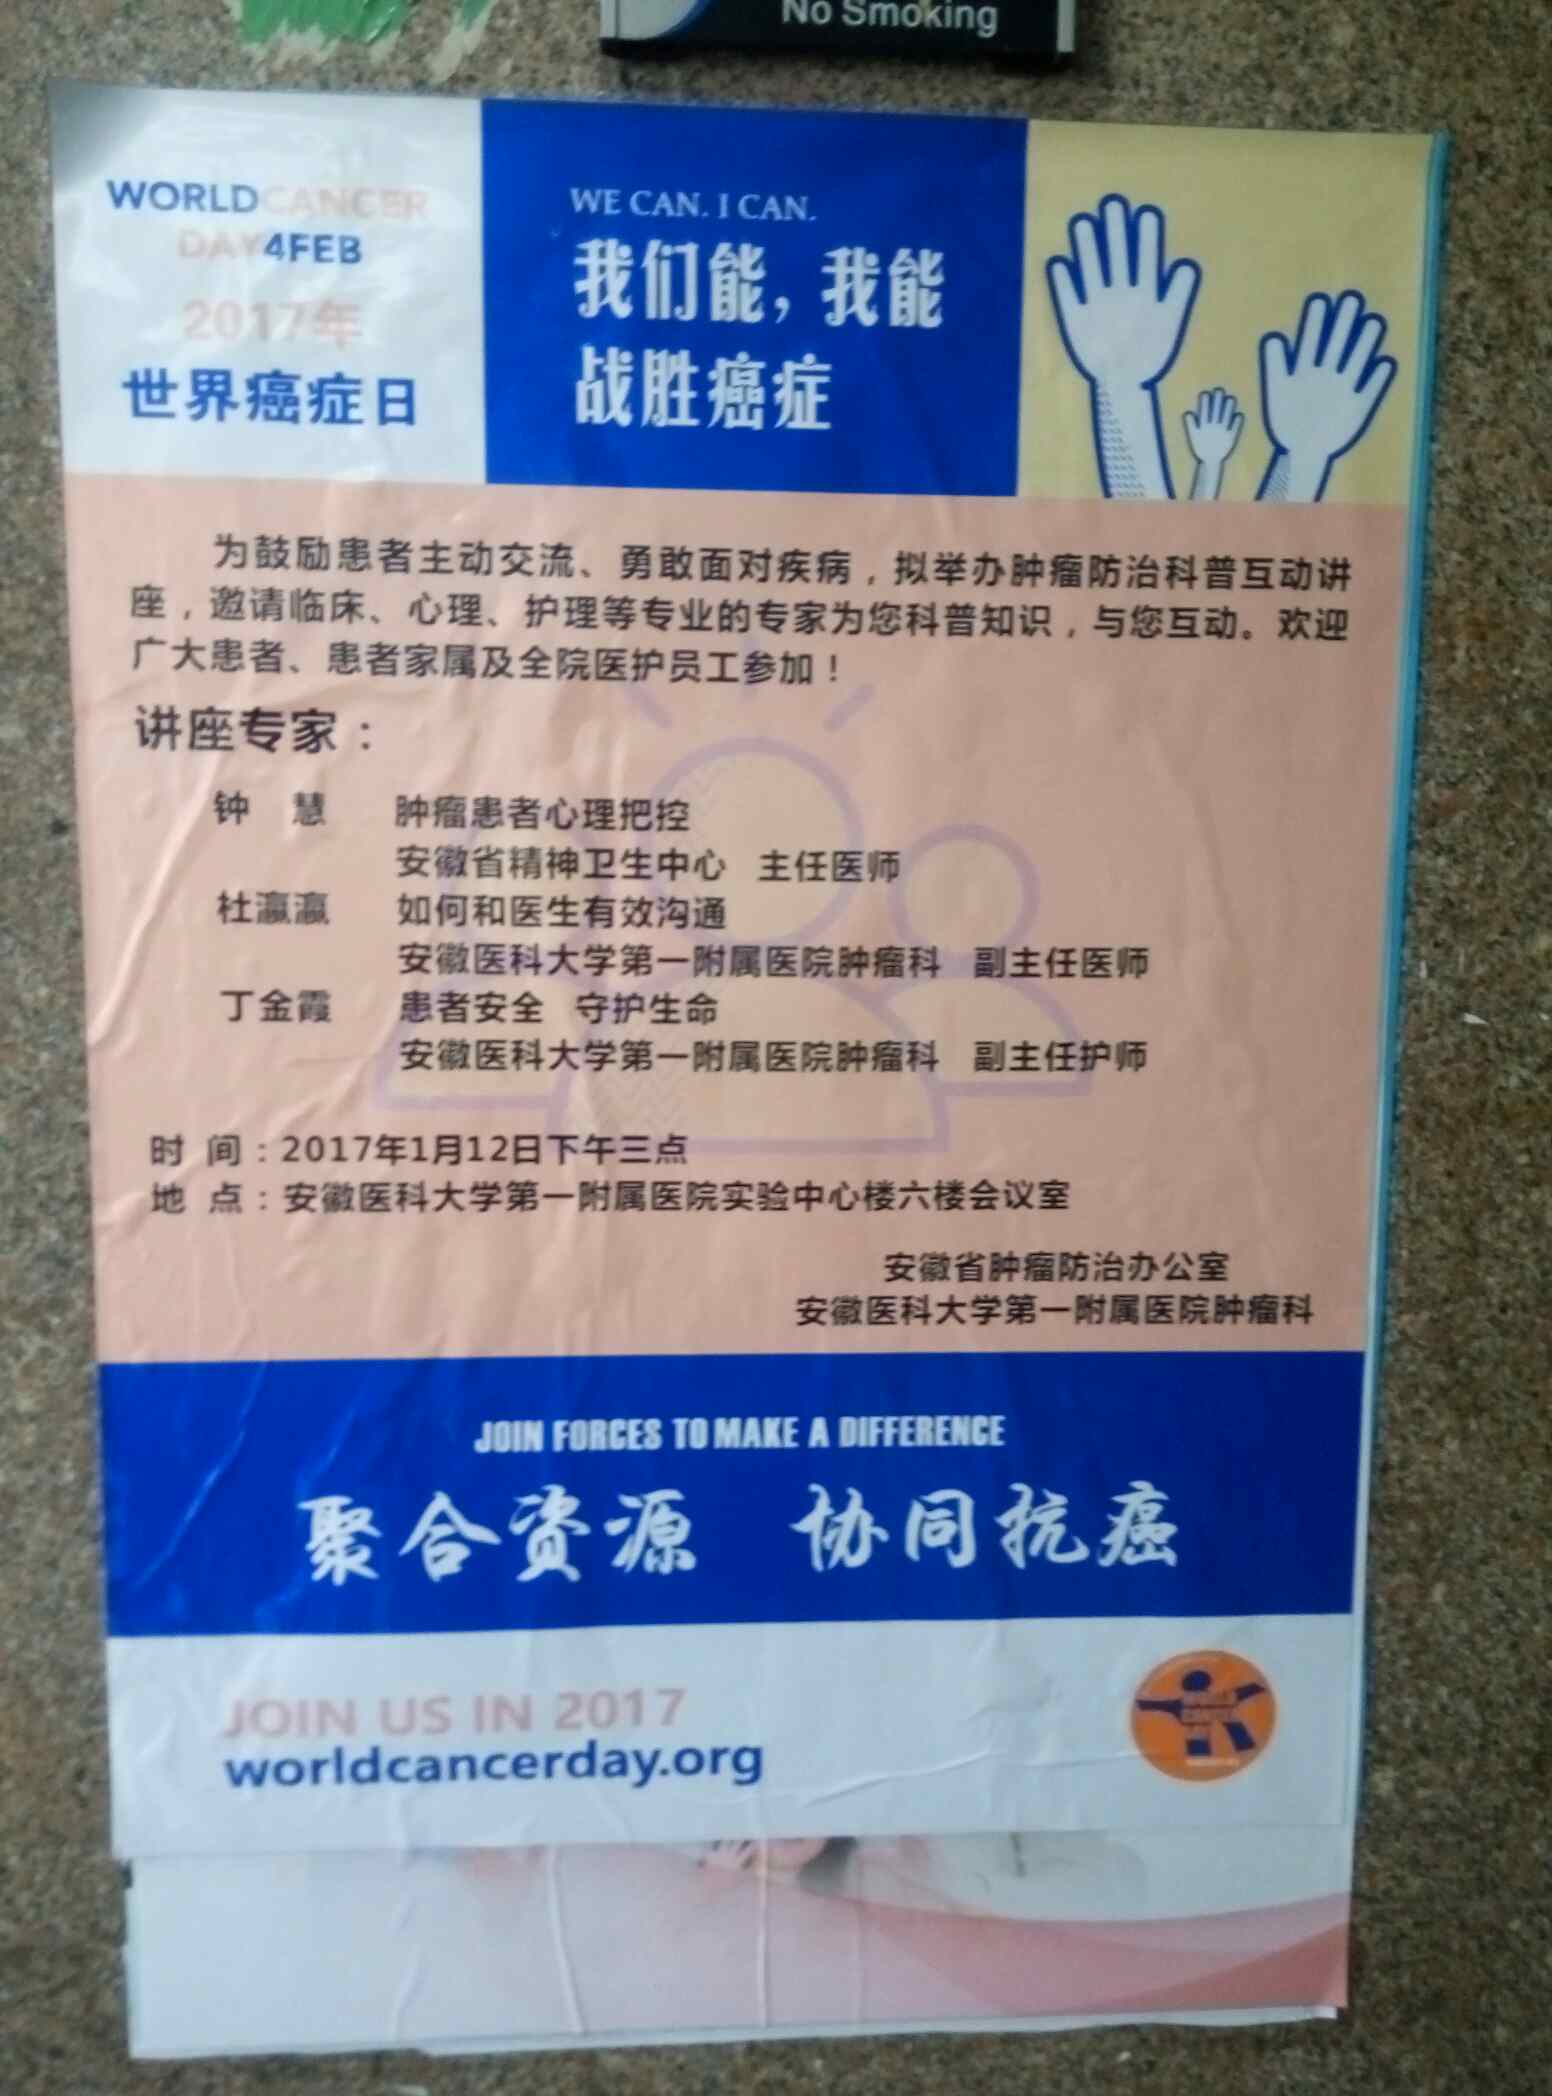 No Smoking
WORLDCANCER
DAY4FEB
2017年
世界癌症日
WE CAN. I CAN.
我们能，我能
战胜癌症
为鼓励患者主动交流、勇敢面对疾病，拟举办肿瘤防治科普互动讲
座，邀请临床、心理、护理等专业的专家为您科普知识，与您互动。欢迎
广大患者、患者家属及全院医护员工参加！
讲座专家：
钟 慧 肿瘤患者心理把控
安徽省精神卫生中心 主任医师
杜瀛瀛 如何和医生有效沟通
安徽医科大学第一附属医院肿瘤科 副主任医师
丁金霞 患者安全 守护生命
安徽医科大学第一附属医院肿瘤科 副主任护师
时 间：2017年1月12日下午三点
地 点：安徽医科大学第一附属医院实验中心楼六楼会议室
安徽省肿瘤防治办公室
安徽医科大学第一附属医院肿瘤科
JOIN FORCES TO MAKE A DIFFERENCE
聚合資源 协同抗癌
JOIN US IN 2017
worldcancerday.org
WORLD
CANCER
DAY